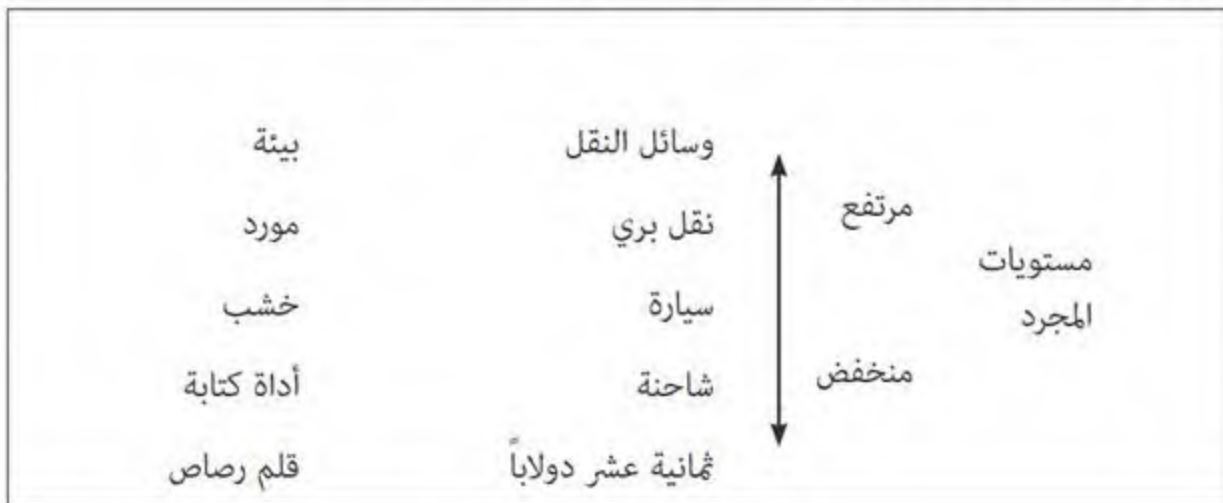 وسائل النقل بيئة
مرتفع
نقل بري مورد
مستويات
المجرد
سيارة خشب
منخفض
شاحنة أداة كتابة
ثمانية عشر دولاباً قلم رصاص